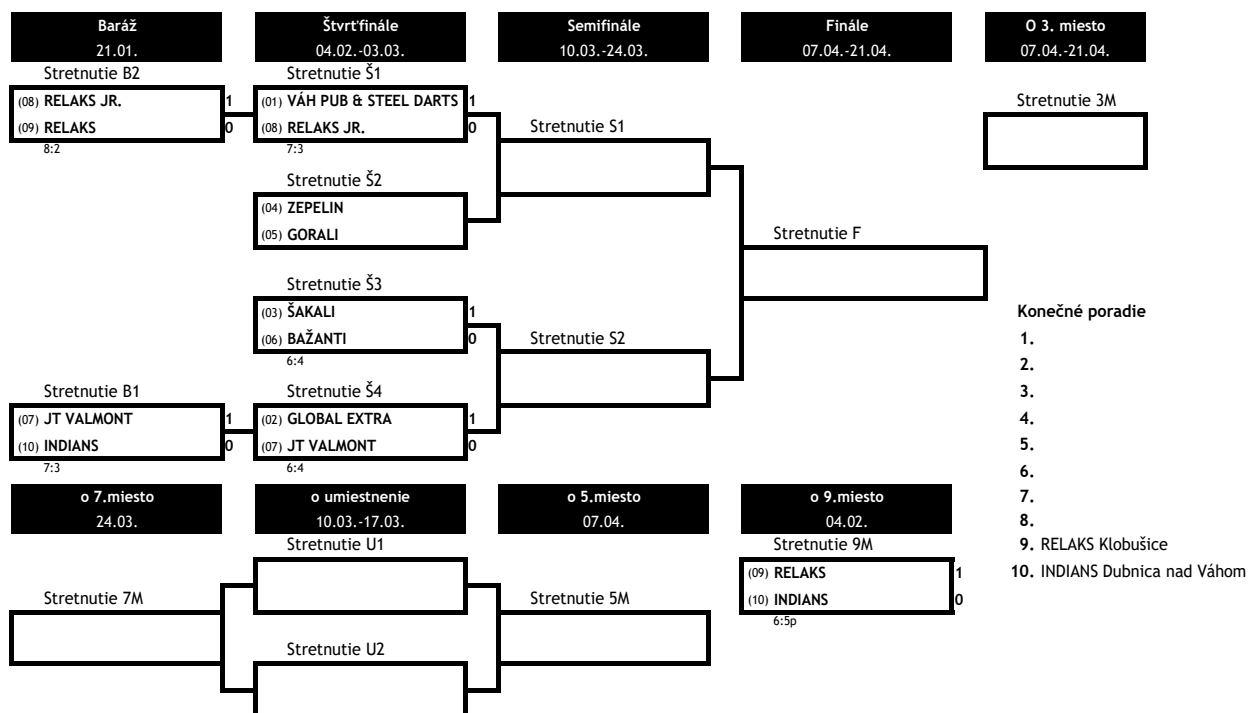 Baráž
21.01.
Štvrťfinále
04.02.-03.03.
Semifinále
10.03.-24.03.
Finále
07.04.-21.04.
O 3. miesto
07.04.-21.04.
Stretnutie B2
(08) RELAKS JR. 1
(09) RELAKS 0
8:2
Stretnutie Š1
(01) VÁH PUB & STEEL DARTS 1
(08) RELAKS JR. 0
7:3
Stretnutie S1
Stretnutie 3M
Stretnutie Š2
(04) ZEPELIN
(05) GORALI
Stretnutie F
Stretnutie Š3
(03) ŠAKALI 1
(06) BAŽANTI 0
6:4
Stretnutie S2
Stretnutie B1
(07) JT VALMONT 1
(10) INDIANS 0
7:3
Stretnutie Š4
(02) GLOBAL EXTRA 1
(07) JT VALMONT 0
6:4
Konečné poradie
1.
2.
3.
4.
5.
6.
7.
8.
9. RELAKS Klobušice
10. INDIANS Dubnica nad Váhom
o 7.miesto
24.03.
o umiestnenie
10.03.-17.03.
o 5.miesto
07.04.
o 9.miesto
04.02.
Stretnutie U1
Stretnutie 9M
(09) RELAKS 1
(10) INDIANS 0
6:5p
Stretnutie 7M
Stretnutie 5M
Stretnutie U2